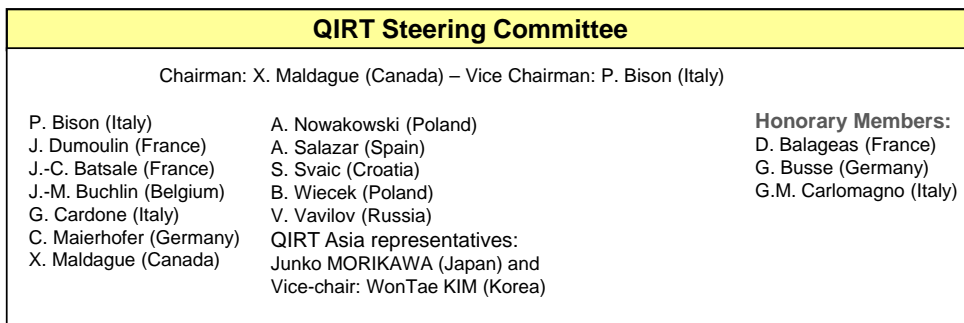 QIRT Steering Committee
Chairman: X. Maldague (Canada) – Vice Chairman: P. Bison (Italy)
P. Bison (Italy)
J. Dumoulin (France)
J.-C. Batsale (France)
J.-M. Buchlin (Belgium)
G. Cardone (Italy)
C. Maierhofer (Germany)
X. Maldague (Canada)
A. Nowakowski (Poland)
A. Salazar (Spain)
S. Svaic (Croatia)
B. Wiecek (Poland)
V. Vavilov (Russia)
QIRT Asia representatives:
Junko MORIKAWA (Japan) and
Vice-chair: WonTae KIM (Korea)
Honorary Members:
D. Balageas (France)
G. Busse (Germany)
G.M. Carlomagno (Italy)